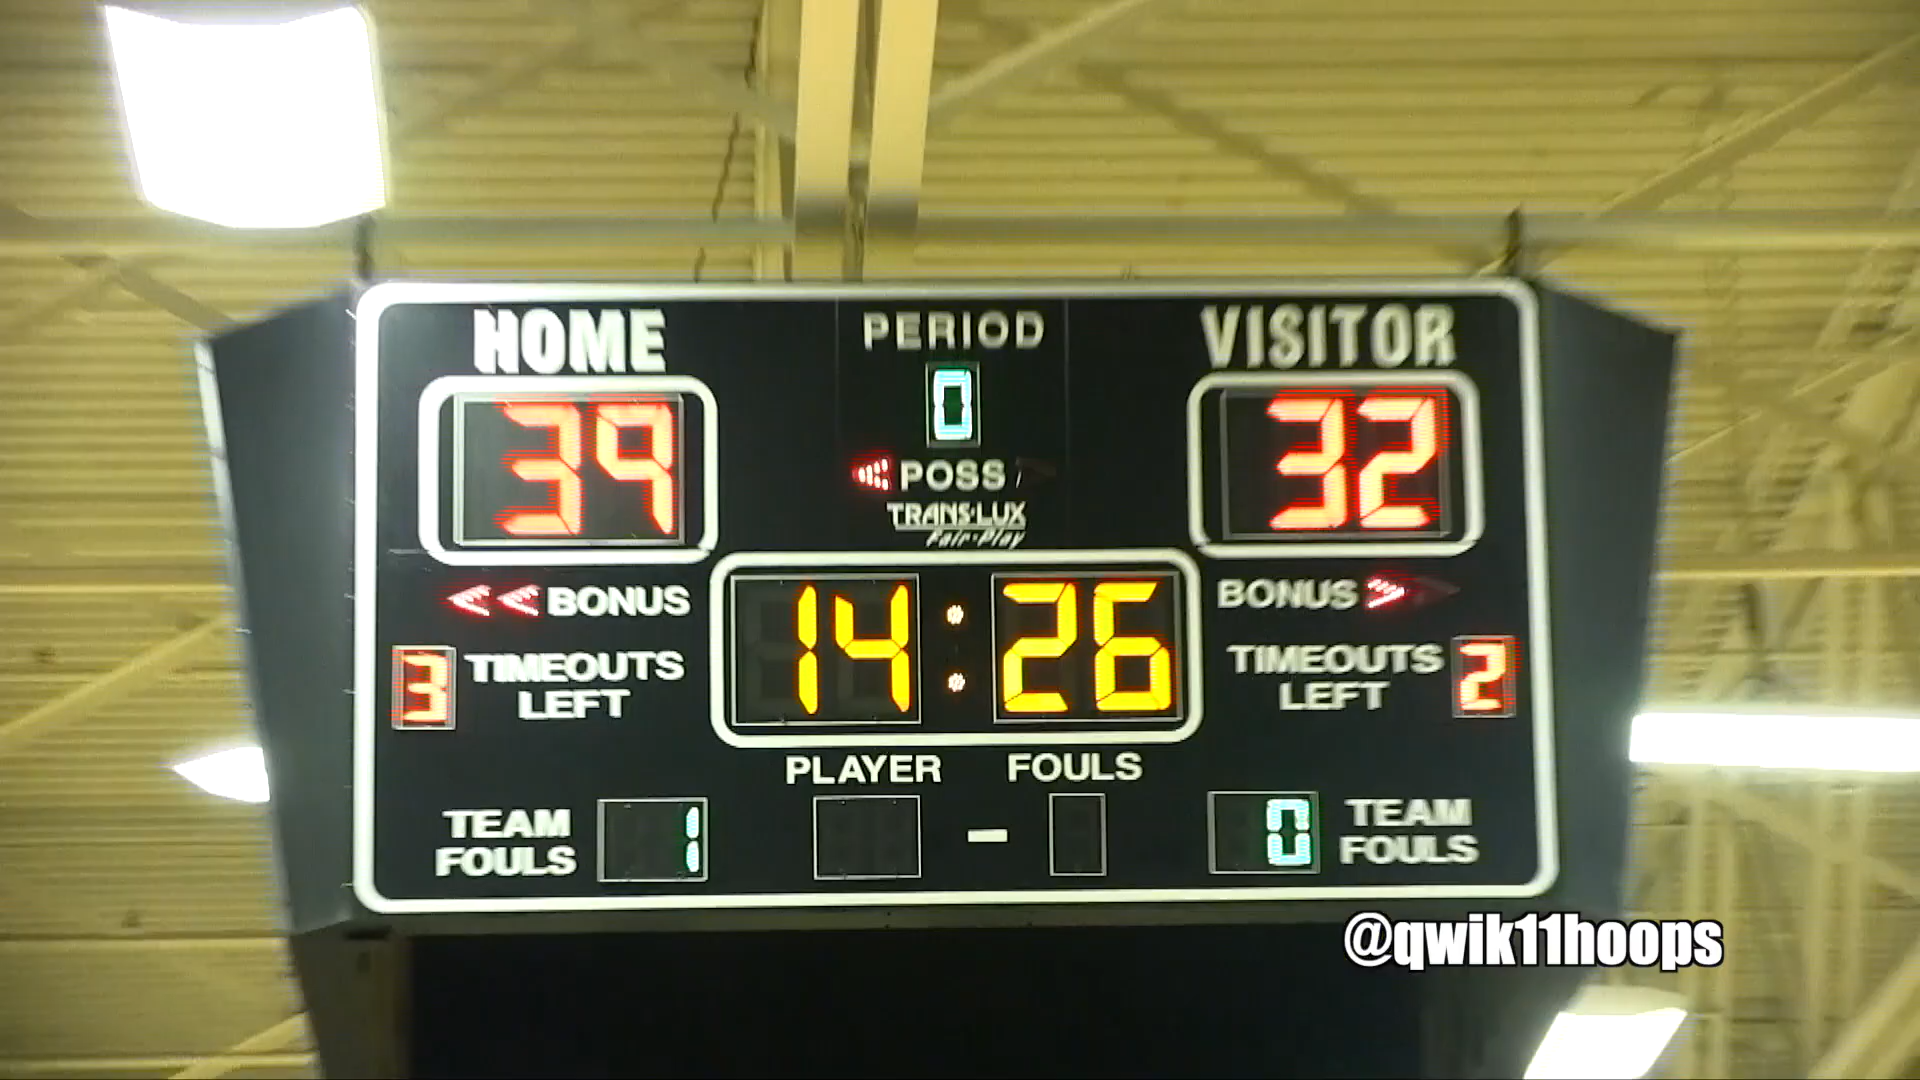 HOME PERIOD VISITOR
39 0 32
POSS
TRANS-LUX
Fair-Play
BONUS 14:26 BONUS
3 TIMEOUTS LEFT TIMEOUTS LEFT 2
PLAYER FOULS
TEAM FOULS 1 - 0 TEAM FOULS
@qwik11hoops